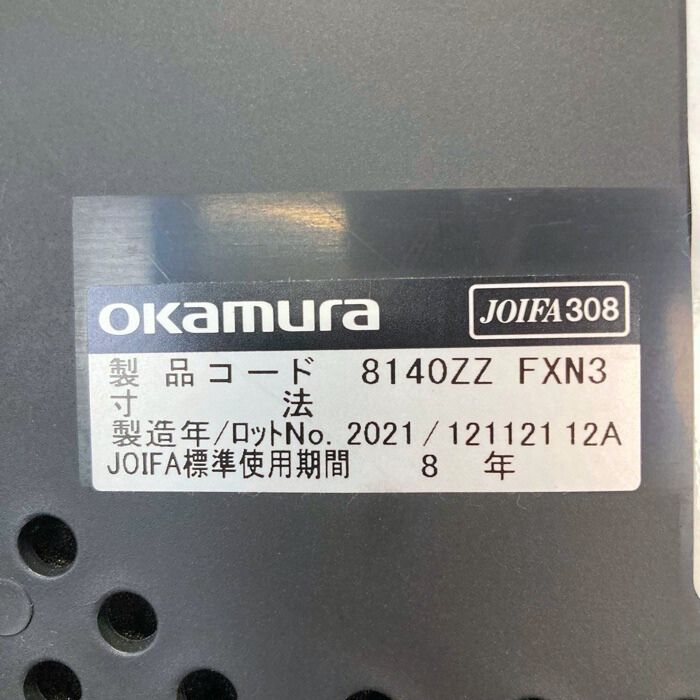 okamura
JOIFA308
製品コード 8140ZZ FXN3
寸法
製造年/ロットNo. 2021/121121 12A
JOIFA標準使用期間 8 年